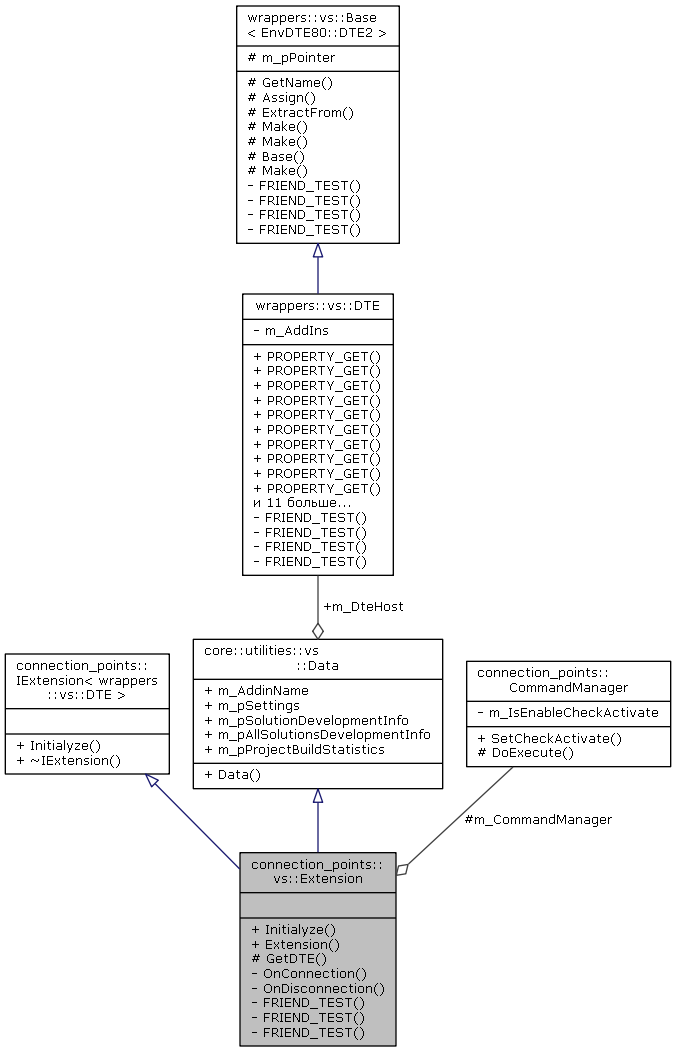 wrappers::vs::Base
< EnvDTE80::DTE2 >
# m_pPointer
# GetName()
# Assign()
# ExtractFrom()
# Make()
# Make()
# Base()
# Make()
- FRIEND_TEST()
- FRIEND_TEST()
- FRIEND_TEST()
- FRIEND_TEST()
wrappers::vs::DTE
- m_AddIns
+ PROPERTY_GET()
+ PROPERTY_GET()
+ PROPERTY_GET()
+ PROPERTY_GET()
+ PROPERTY_GET()
+ PROPERTY_GET()
+ PROPERTY_GET()
+ PROPERTY_GET()
+ PROPERTY_GET()
+ PROPERTY_GET()
и 11 больше...
- FRIEND_TEST()
- FRIEND_TEST()
- FRIEND_TEST()
- FRIEND_TEST()
+m_DteHost
connection_points::
IExtension< wrappers
::vs::DTE >
+ Initialyze()
+ ~IExtension()
core::utilities::vs
::Data
+ m_AddinName
+ m_pSettings
+ m_pSolutionDevelopmentInfo
+ m_pAllSolutionsDevelopmentInfo
+ m_pProjectBuildStatistics
+ Data()
connection_points::
CommandManager
- m_IsEnableCheckActivate
+ SetCheckActivate()
# DoExecute()
#m_CommandManager
connection_points::
vs::Extension
+ Initialyze()
+ Extension()
# GetDTE()
- OnConnection()
- OnDisconnection()
- FRIEND_TEST()
- FRIEND_TEST()
- FRIEND_TEST()